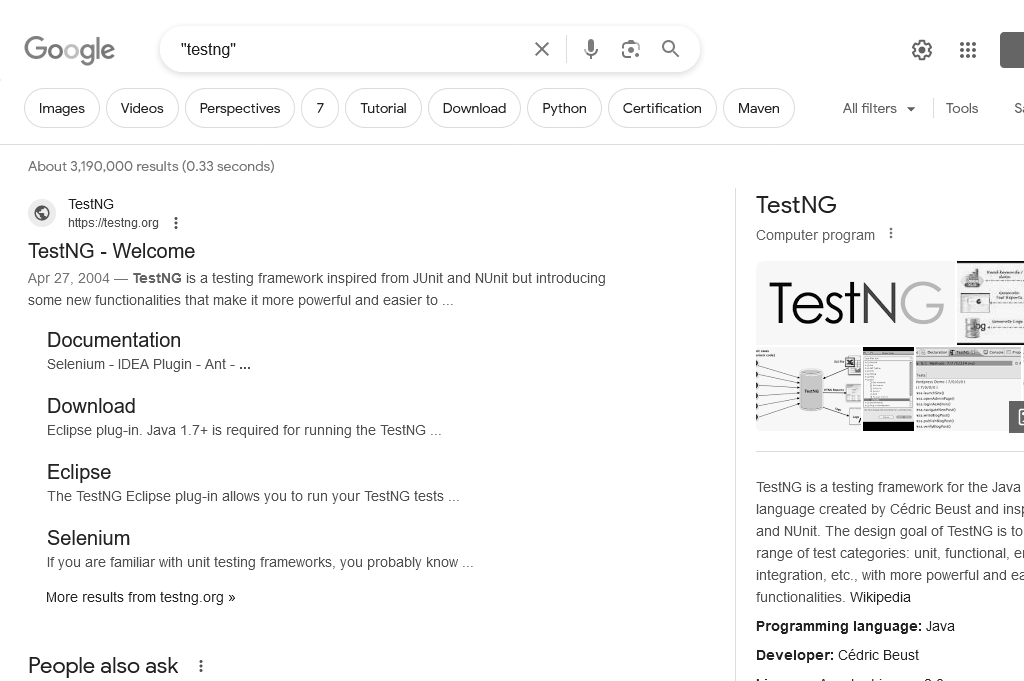 Google
"testng"
Images
Videos
Perspectives
7
Tutorial
Download
Python
Certification
Maven
All filters
Tools
About 3,190,000 results (0.33 seconds)
TestNG
https://testng.org
TestNG - Welcome
Apr 27, 2004 — TestNG is a testing framework inspired from JUnit and NUnit but introducing
some new functionalities that make it more powerful and easier to ...
Documentation
Selenium - IDEA Plugin - Ant - ...
Download
Eclipse plug-in. Java 1.7+ is required for running the TestNG ...
Eclipse
The TestNG Eclipse plug-in allows you to run your TestNG tests ...
Selenium
If you are familiar with unit testing frameworks, you probably know ...
More results from testng.org »
People also ask
TestNG
Computer program
TestNG
TestNG is a testing framework for the Java
language created by Cédric Beust and
and NUnit. The design goal of TestNG is to
range of test categories: unit, functional,
integration, etc., with more powerful and
functionalities. Wikipedia
Programming language: Java
Developer: Cédric Beust